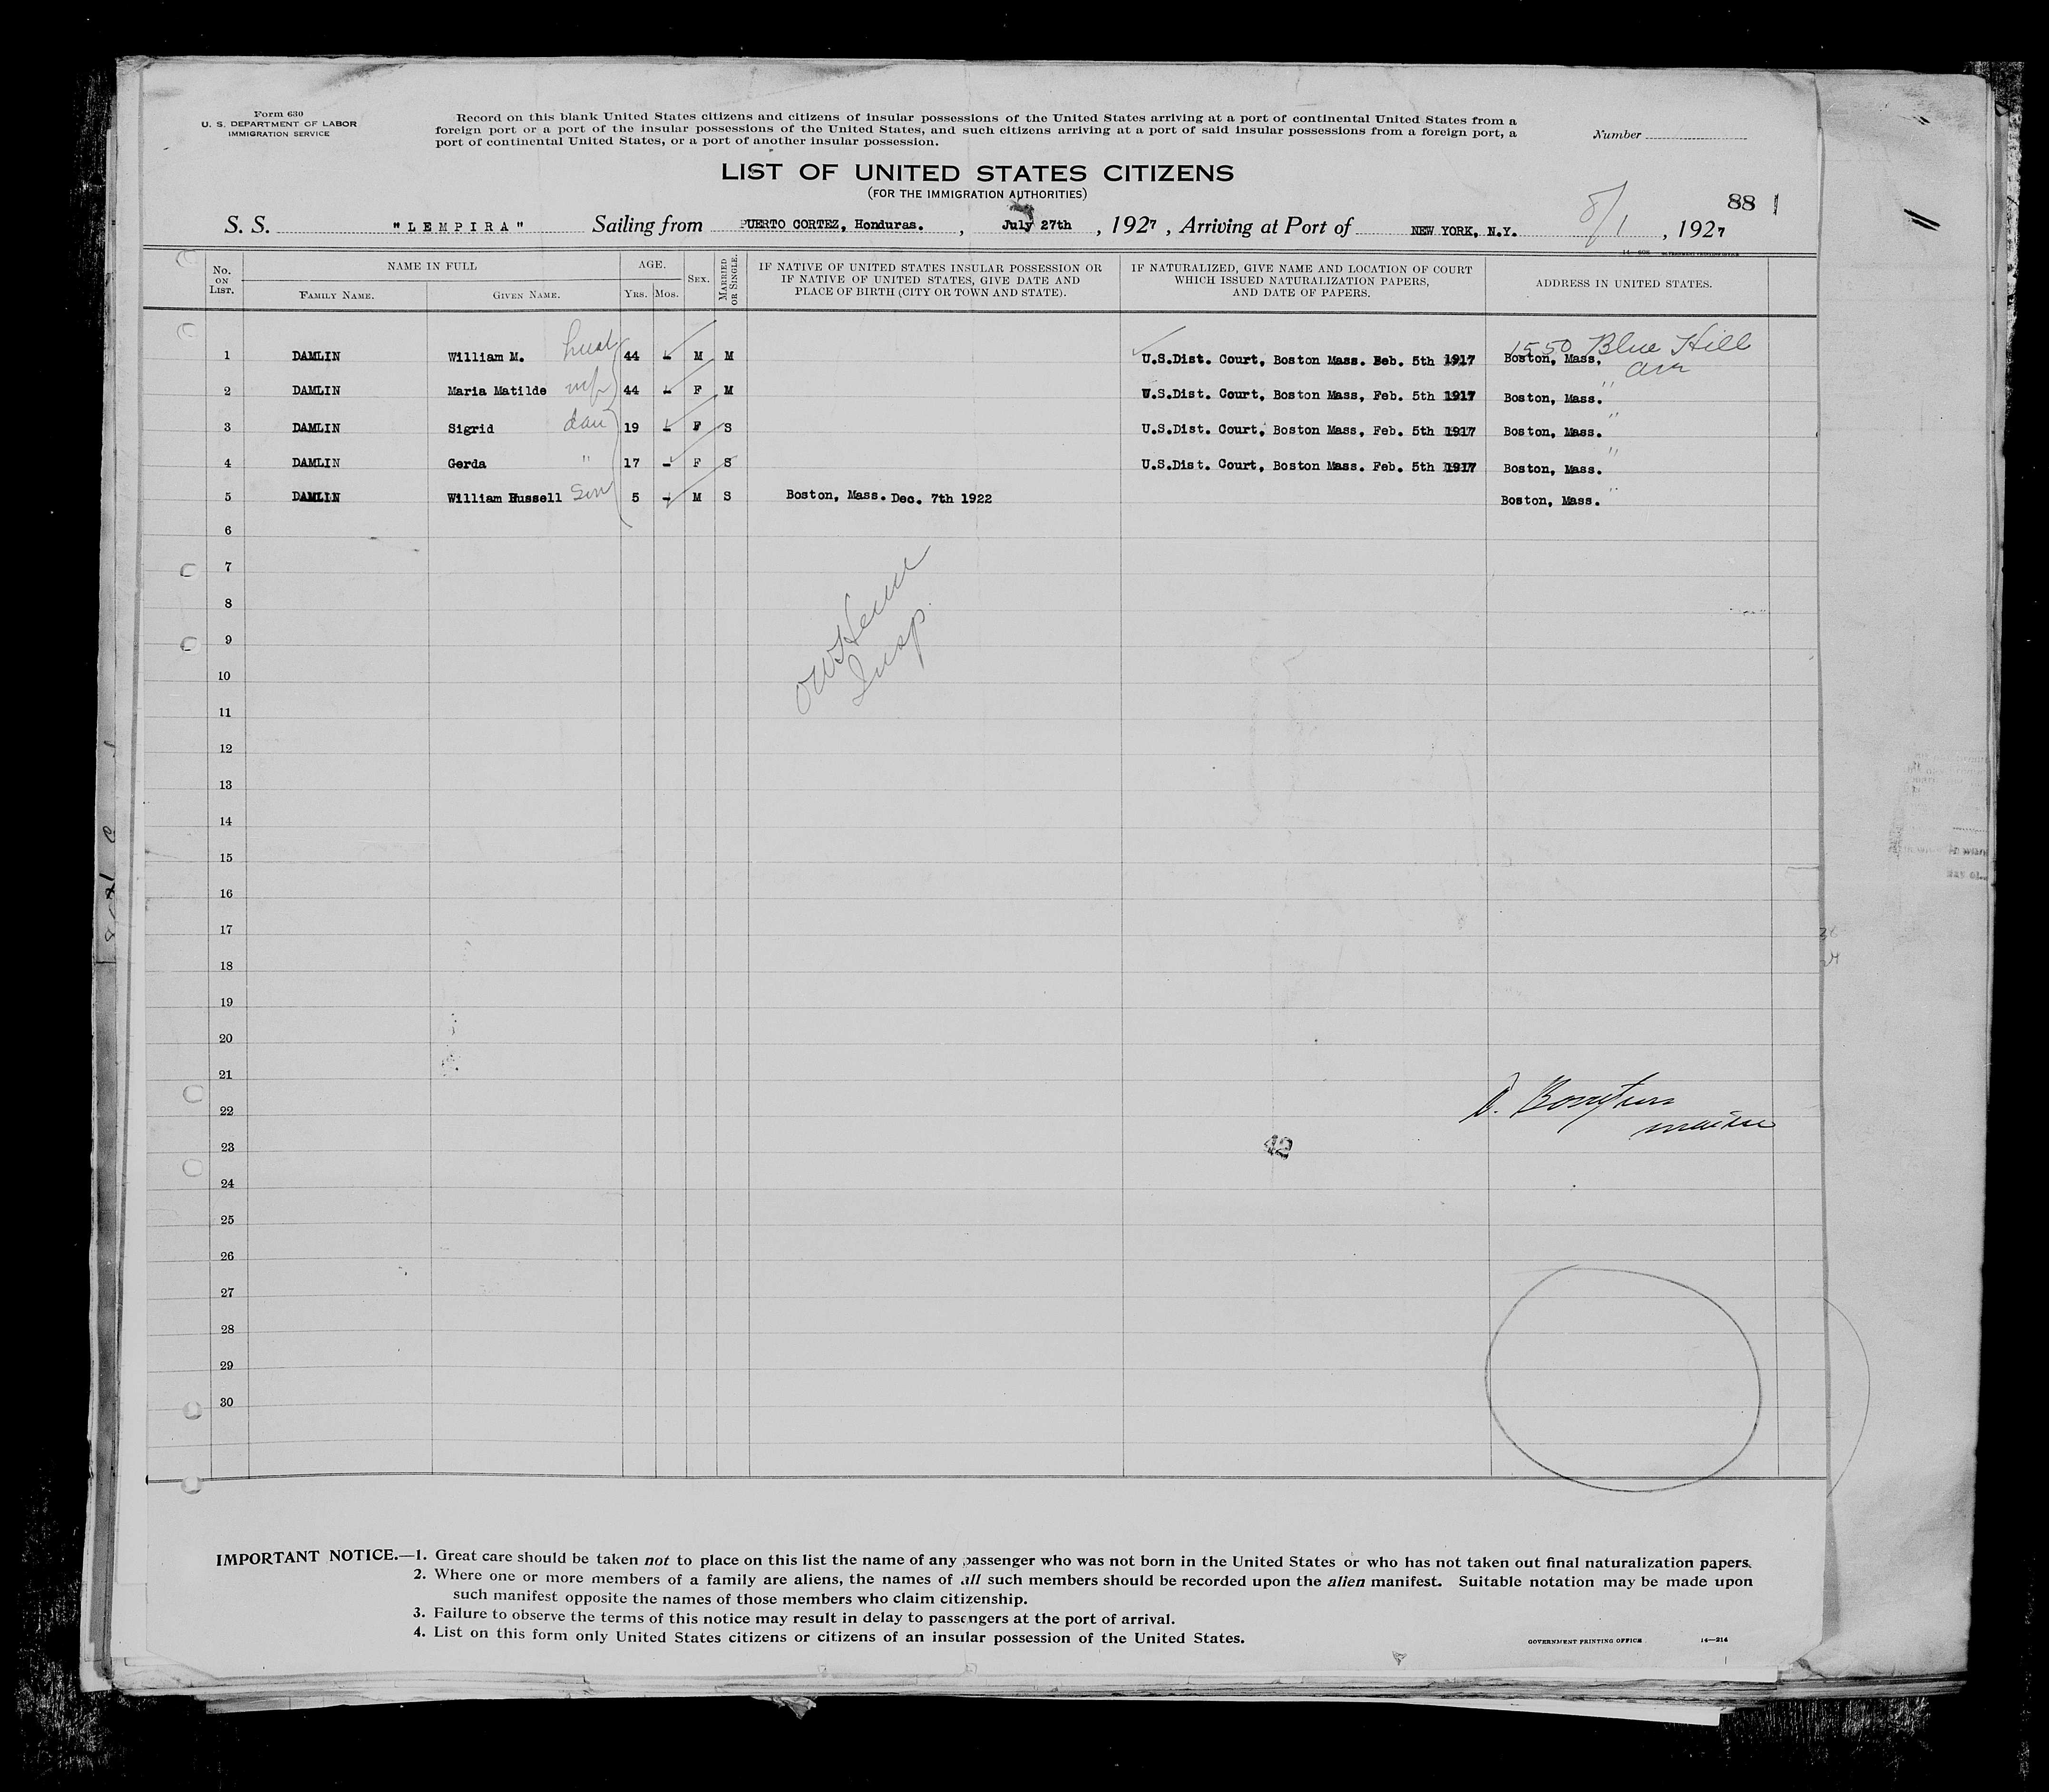 Form 630
U. S. DEPARTMENT OF LABOR
IMMIGRATION SERVICE
Record on this blank United States citizens and citizens of insular possessions of the United States arriving at a port of continental United States from a
foreign port or a port of the insular possessions of the United States, and such citizens arriving at a port of said insular possessions from a foreign port, a
port of continental United States, or a port of another insular possession.
Number
LIST OF UNITED STATES CITIZENS
(FOR THE IMMIGRATION AUTHORITIES)
88
S. S. "LEMPIRA" Sailing from PUERTO CORTEZ, Honduras. , July 27th , 1927 , Arriving at Port of NEW YORK, N.Y. 8/1 , 1927
No. ON LIST. NAME IN FULL AGE. SEX. MARRIED OR SINGLE. IF NATIVE OF UNITED STATES INSULAR POSSESSION OR IF NATIVE OF UNITED STATES, GIVE DATE AND PLACE OF BIRTH (CITY OR TOWN AND STATE). IF NATURALIZED, GIVE NAME AND LOCATION OF COURT WHICH ISSUED NATURALIZATION PAPERS, AND DATE OF PAPERS. ADDRESS IN UNITED STATES.
FAMILY NAME. GIVEN NAME. YRS. MOS.
1550 Blue Hill
1 DAMLIN William M. husb 44 - M M U.S.Dist. Court, Boston Mass. Feb. 5th 1917 Boston, Mass.
Ave
2 DAMLIN Maria Matilde wf 44 - F M U.S.Dist. Court, Boston Mass, Feb. 5th 1917 Boston, Mass. "
3 DAMLIN Sigrid dau 19 - F S U.S.Dist. Court, Boston Mass, Feb. 5th 1917 Boston, Mass. "
4 DAMLIN Gerda " 17 - F S U.S.Dist. Court, Boston Mass. Feb. 5th 1917 Boston, Mass. "
5 DAMLIN William Russell Son 5 - M S Boston, Mass. Dec. 7th 1922 Boston, Mass. "
6
7
8
9
Insp.
10
11
12
13
14
15
16
17
18
19
20
21
22
23
42
24
25
26
27
28
29
30
IMPORTANT NOTICE.—1. Great care should be taken not to place on this list the name of any passenger who was not born in the United States or who has not taken out final naturalization papers.
2. Where one or more members of a family are aliens, the names of all such members should be recorded upon the alien manifest. Suitable notation may be made upon
such manifest opposite the names of those members who claim citizenship.
3. Failure to observe the terms of this notice may result in delay to passengers at the port of arrival.
4. List on this form only United States citizens or citizens of an insular possession of the United States.
GOVERNMENT PRINTING OFFICE 14—214